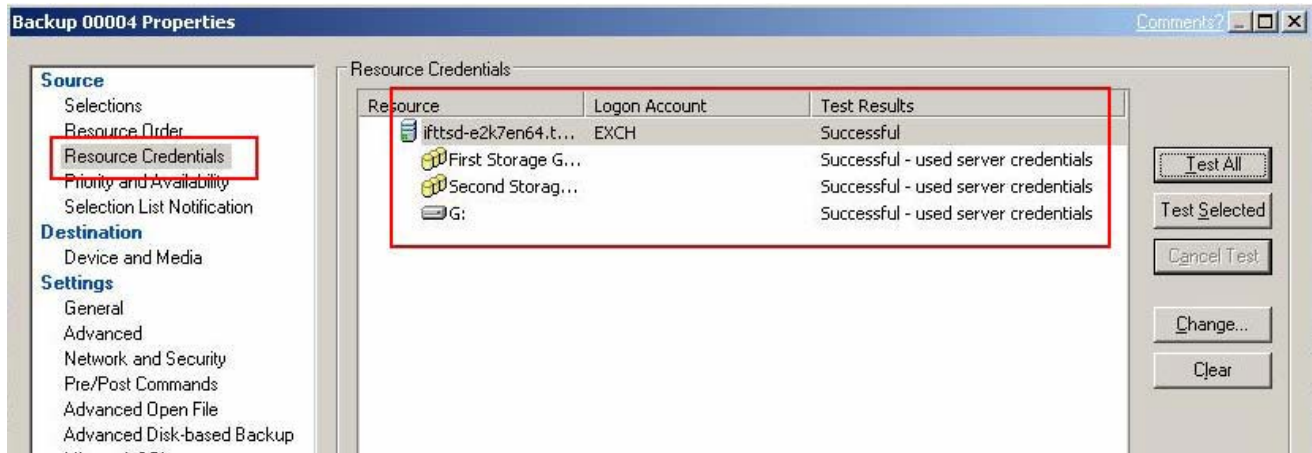 Backup 00004 Properties
Comments?
Source
Selections
Resource Order
Resource Credentials
Priority and Availability
Selection List Notification
Destination
Device and Media
Settings
General
Advanced
Network and Security
Pre/Post Commands
Advanced Open File
Advanced Disk-based Backup
Resource Credentials
Resource Logon Account Test Results
ifttsd-e2k7en64.t... EXCH Successful
First Storage G... Successful - used server credentials
Second Storag... Successful - used server credentials
G: Successful - used server credentials
Test All
Test Selected
Cancel Test
Change...
Clear